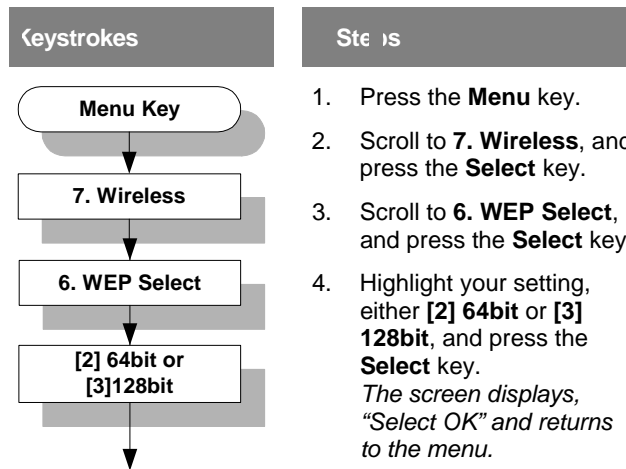 Keystrokes
Steps
Menu Key
7. Wireless
6. WEP Select
[2] 64bit or
[3]128bit
1. Press the Menu key.
2. Scroll to 7. Wireless, and
press the Select key.
3. Scroll to 6. WEP Select,
and press the Select key
4. Highlight your setting,
either [2] 64bit or [3]
128bit, and press the
Select key.
The screen displays,
“Select OK” and returns
to the menu.